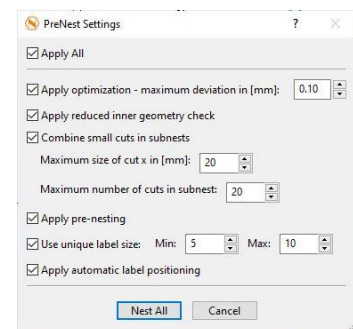 PreNest Settings ?
Apply All
Apply optimization - maximum deviation in [mm]: 0.10
Apply reduced inner geometry check
Combine small cuts in subnests
Maximum size of cut x in [mm]: 20
Maximum number of cuts in subnest: 20
Apply pre-nesting
Use unique label size: Min: 5 Max: 10
Apply automatic label positioning
Nest All Cancel